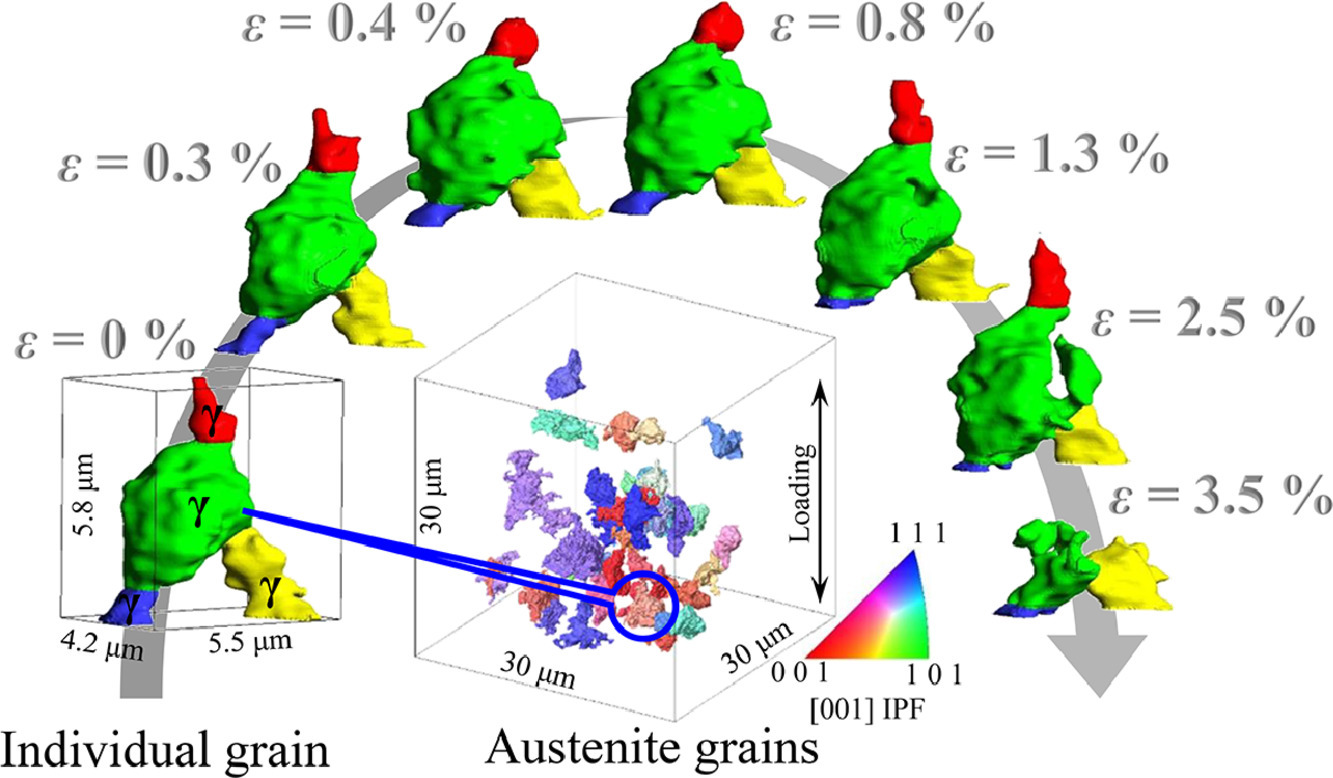 ε = 0.4 %
ε = 0.8 %
ε = 0.3 %
ε = 1.3 %
ε = 0 %
ε = 2.5 %
ε = 3.5 %
γ
γ
γ
γ
5.8 μm
4.2 μm
5.5 μm
30 μm
30 μm
30 μm
Loading
1 1 1
0 0 1
1 0 1
[001] IPF
Individual grain
Austenite grains